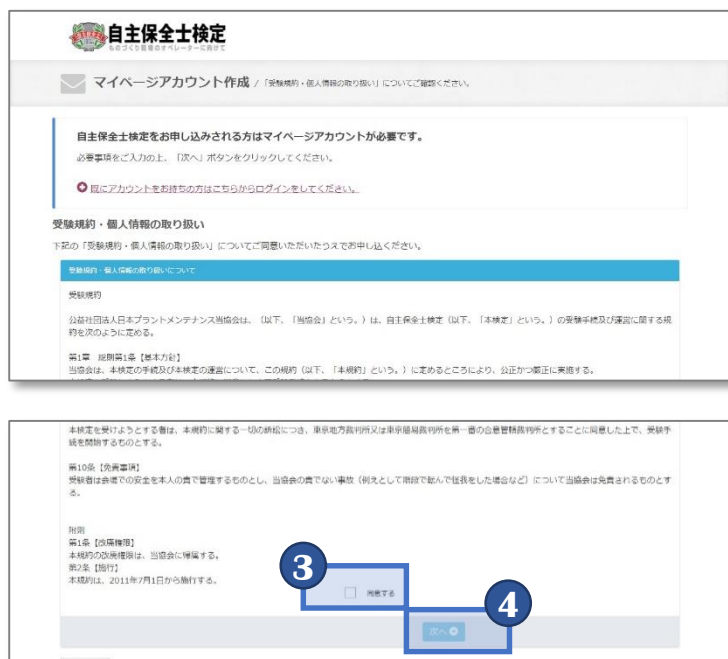 自主保全士検定
ものづくり現場のオペレーターに向けて
マイページアカウント作成 / 「受験規約・個人情報の取り扱い」についてご確認ください。
自主保全士検定をお申し込みされる方はマイページアカウントが必要です。
必要事項をご入力の上、「次へ」ボタンをクリックしてください。
既にアカウントをお持ちの方はこちらからログインをしてください。
受験規約・個人情報の取り扱い
下記の「受験規約・個人情報の取り扱い」についてご同意いただいたうえでお申し込みください。
受験規約・個人情報の取り扱いについて
受験規約
公益社団法人日本プラントメンテナンス協会は、（以下、「当協会」という。）は、自主保全士検定（以下、「本検定」という。）の受験手続及び運営に関する規
約を次のように定める。
第1章 総則第1条【基本方針】
当協会は、本検定の手続及び本検定の運営について、この規約（以下、「本規約」という。）に定めるところにより、公正かつ厳正に実施する。
本検定を受けようとする者は、本規約に関する一切の訴訟につき、東京地方裁判所又は東京簡易裁判所を第一審の合意管轄裁判所とすることに同意した上で、受験手
続を開始するものとする。
第10条【免責事項】
受験者は会場での安全を本人の責で管理するものとし、当協会の責でない事故（例えとして階段で転んで怪我をした場合など）について当協会は免責されるものとす
る。
附則
第1条【改廃権限】
本規約の改廃権限は、当協会に帰属する。
第2条【施行】
本規約は、2011年7月1日から施行する。
3
同意する
4
次へ